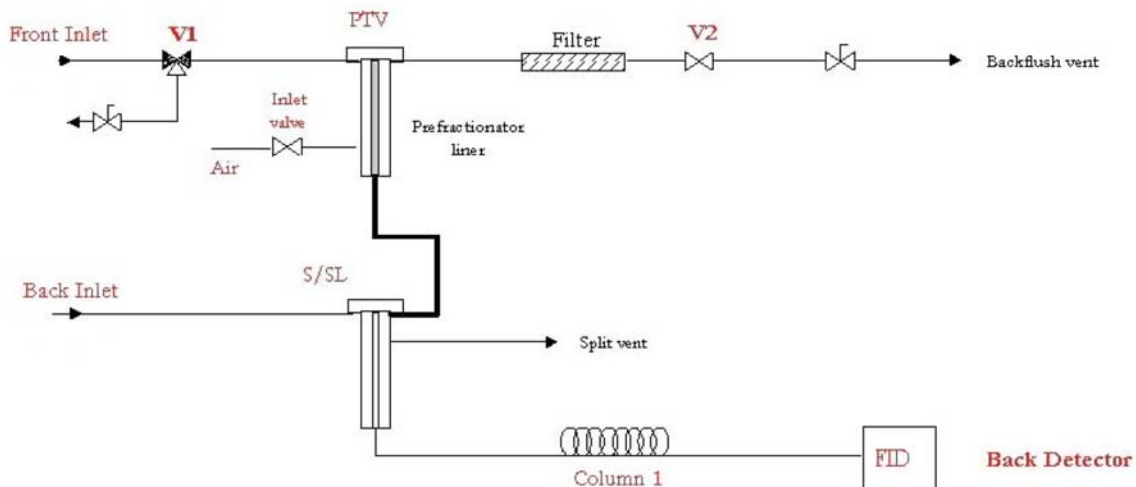 PTV
Front Inlet
V1
Filter
V2
Backflush vent
Inlet
valve
Prefractionator
liner
Air
S/SL
Back Inlet
Split vent
Column 1
FID
Back Detector